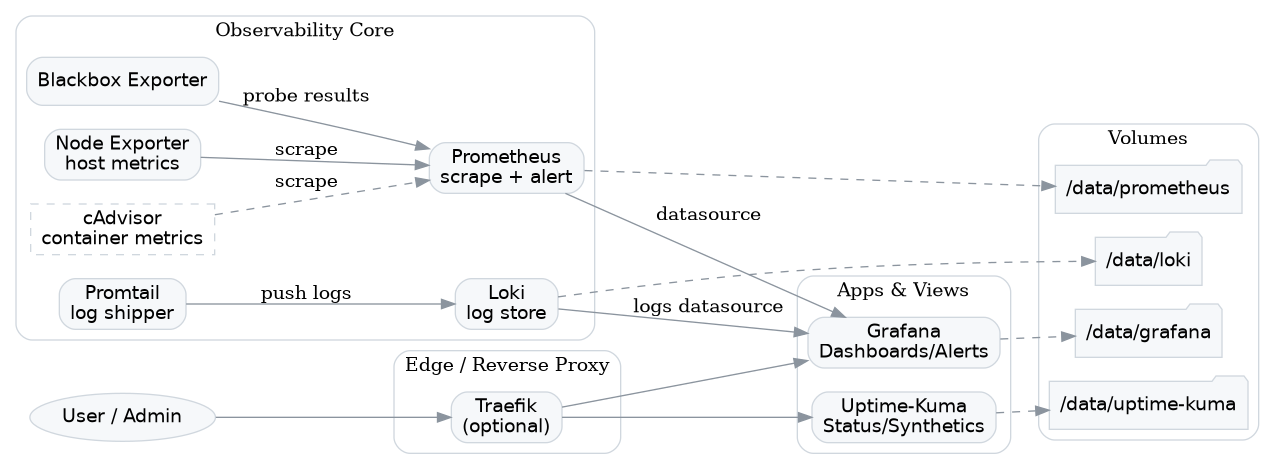 Observability Core
Blackbox Exporter
probe results
Node Exporter
host metrics
scrape
Prometheus
scrape + alert
scrape
cAdvisor
container metrics
Promtail
log shipper
push logs
Loki
log store
datasource
logs datasource
Edge / Reverse Proxy
User / Admin
Traefik
(optional)
Apps & Views
Grafana
Dashboards/Alerts
Uptime-Kuma
Status/Synthetics
Volumes
/data/prometheus
/data/loki
/data/grafana
/data/uptime-kuma